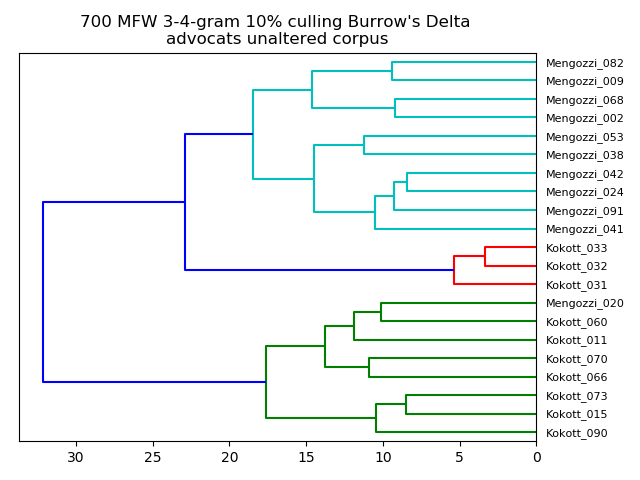 700 MFW 3-4-gram 10% culling Burrow's Delta
advocats unaltered corpus
Mengozzi_082
Mengozzi_009
Mengozzi_068
Mengozzi_002
Mengozzi_053
Mengozzi_038
Mengozzi_042
Mengozzi_024
Mengozzi_091
Mengozzi_041
Kokott_033
Kokott_032
Kokott_031
Mengozzi_020
Kokott_060
Kokott_011
Kokott_070
Kokott_066
Kokott_073
Kokott_015
Kokott_090
30 25 20 15 10 5 0